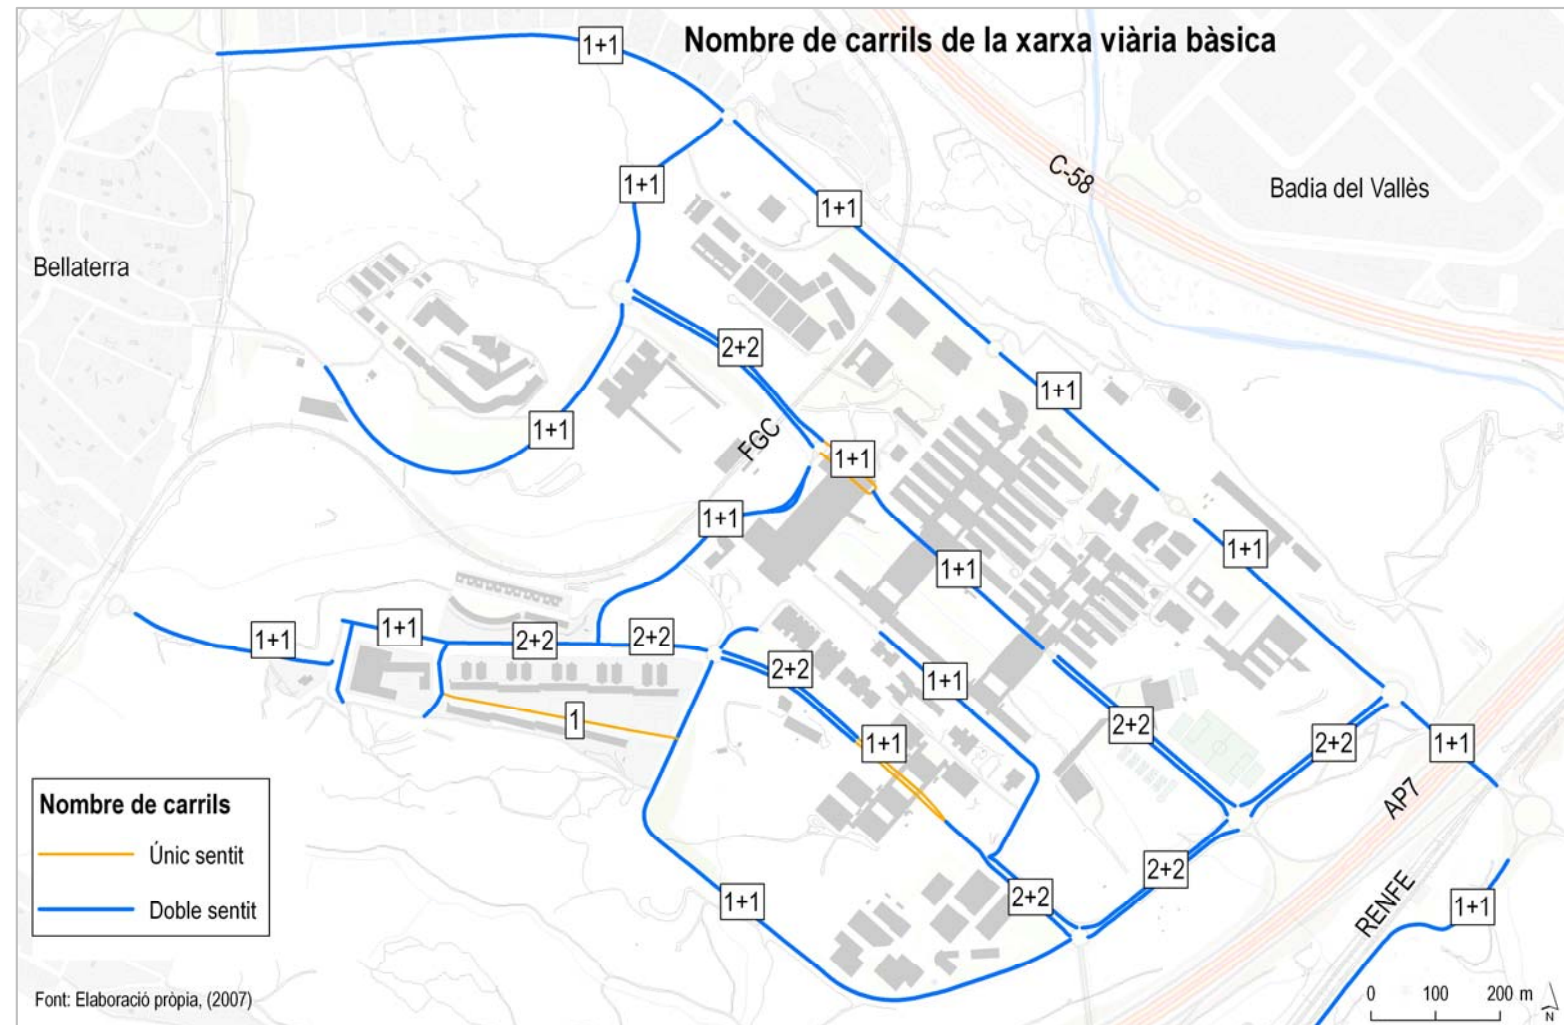 Nombre de carrils de la xarxa viària bàsica
1+1
1+1
1+1
C-58
Badia del Vallès
Bellaterra
2+2
1+1
1+1
FGC
1+1
1+1
1+1
1+1
1+1
1+1
1+1
2+2
2+2
2+2
1+1
1
2+2
1+1
2+2
1+1
AP7
2+2
2+2
1+1
1+1
RENFE
Nombre de carrils
Únic sentit
Doble sentit
Font: Elaboració pròpia, (2007)
0 100 200 m
N